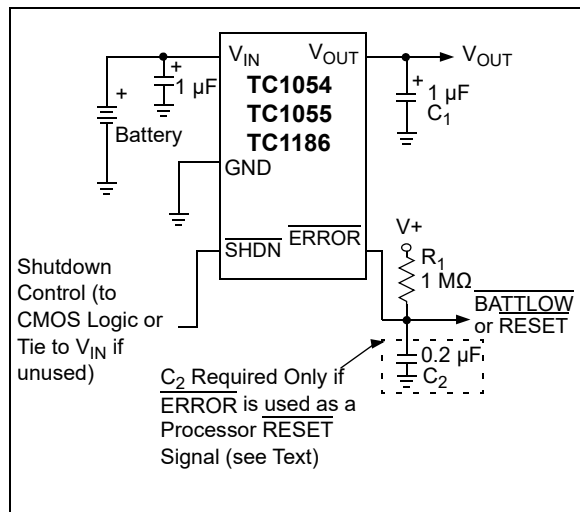 V_IN
V_OUT
TC1054
TC1055
TC1186
GND
SHDN
ERROR
+
1 µF
+
Battery
V_OUT
+
1 µF
C_1
V+
R_1
1 MΩ
BATTLOW
or RESET
0.2 µF
C_2
Shutdown
Control (to
CMOS Logic or
Tie to V_IN if
unused)
C_2 Required Only if
ERROR is used as a
Processor RESET
Signal (see Text)